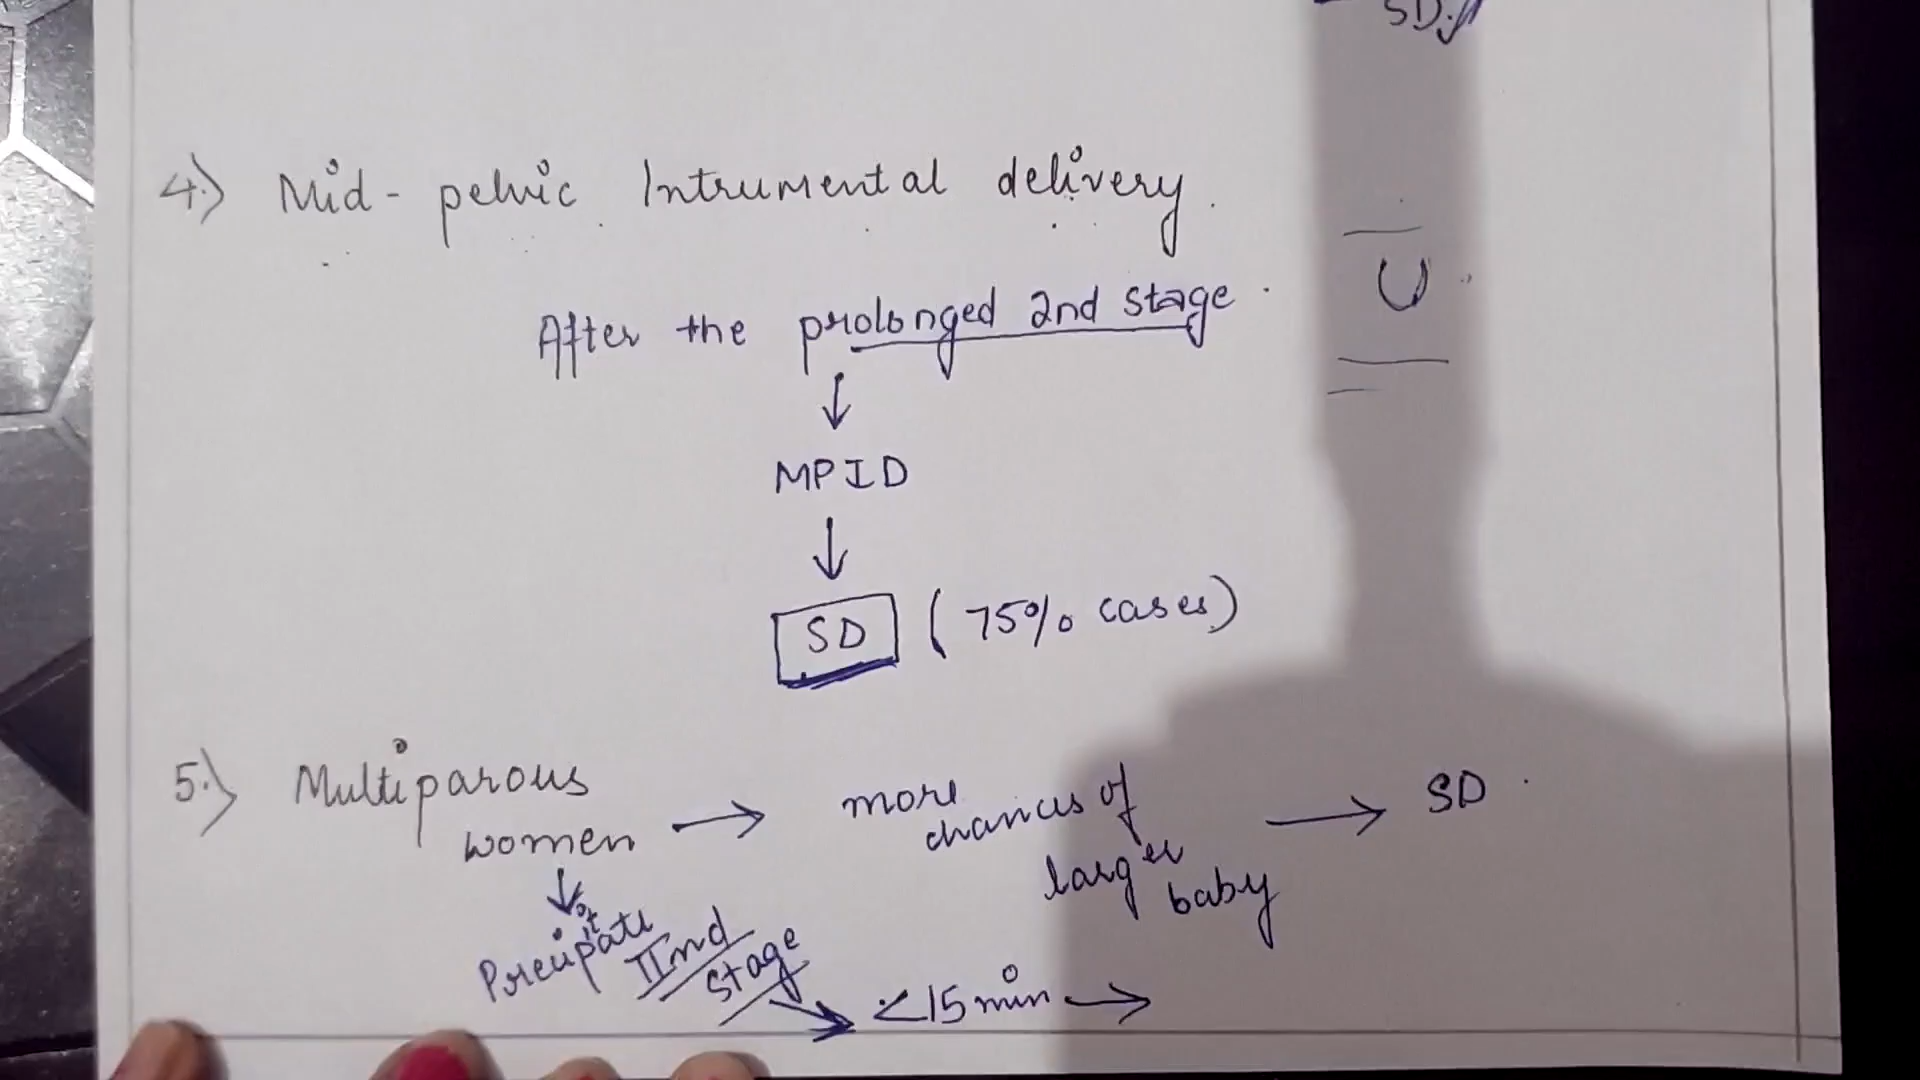 SD.
4.) Mid-pelvic Intrumental delivery.
After the prolonged 2nd stage.
U
↓
MPID
↓
SD (75% cases)
5.) Multiparous women → more chances of larger baby → SD.
↓
Precipitate
IInd
stage
→ <15 min →